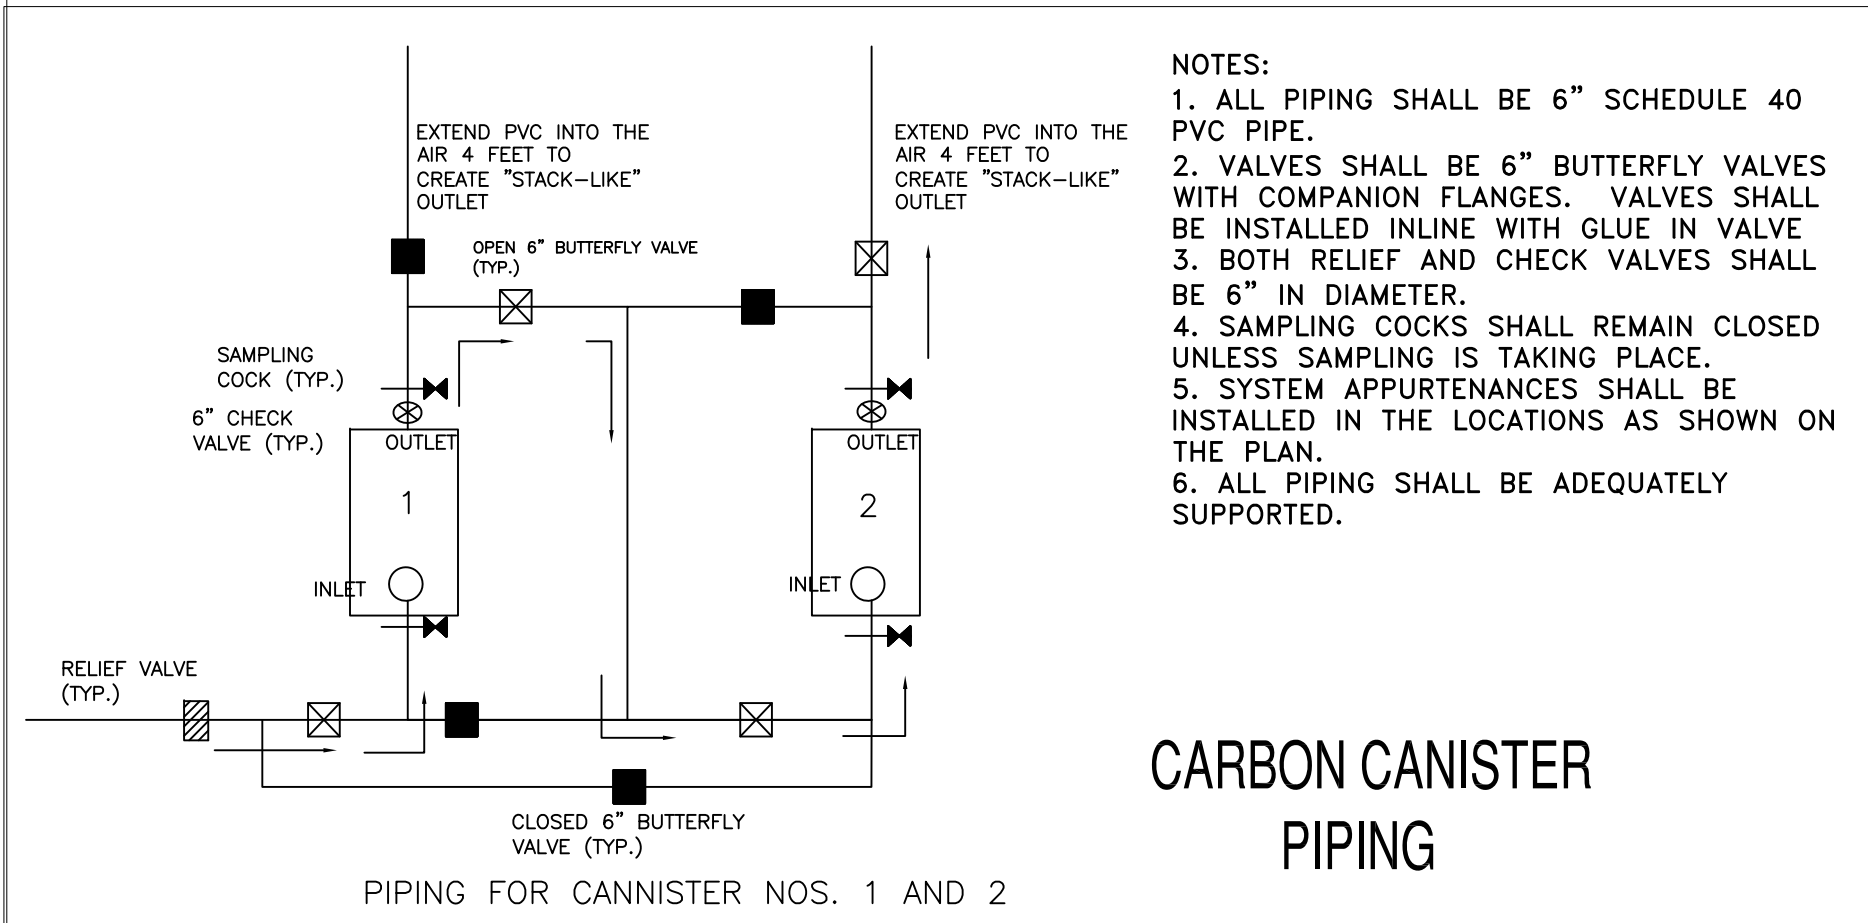 EXTEND PVC INTO THE
AIR 4 FEET TO
CREATE "STACK-LIKE"
OUTLET
EXTEND PVC INTO THE
AIR 4 FEET TO
CREATE "STACK-LIKE"
OUTLET
OPEN 6" BUTTERFLY VALVE
(TYP.)
SAMPLING
COCK (TYP.)
6" CHECK
VALVE (TYP.)
OUTLET
OUTLET
1
2
INLET
INLET
RELIEF VALVE
(TYP.)
CLOSED 6" BUTTERFLY
VALVE (TYP.)
PIPING FOR CANNISTER NOS. 1 AND 2
NOTES:
1. ALL PIPING SHALL BE 6" SCHEDULE 40
PVC PIPE.
2. VALVES SHALL BE 6" BUTTERFLY VALVES
WITH COMPANION FLANGES. VALVES SHALL
BE INSTALLED INLINE WITH GLUE IN VALVE
3. BOTH RELIEF AND CHECK VALVES SHALL
BE 6" IN DIAMETER.
4. SAMPLING COCKS SHALL REMAIN CLOSED
UNLESS SAMPLING IS TAKING PLACE.
5. SYSTEM APPURTENANCES SHALL BE
INSTALLED IN THE LOCATIONS AS SHOWN ON
THE PLAN.
6. ALL PIPING SHALL BE ADEQUATELY
SUPPORTED.
CARBON CANISTER
PIPING